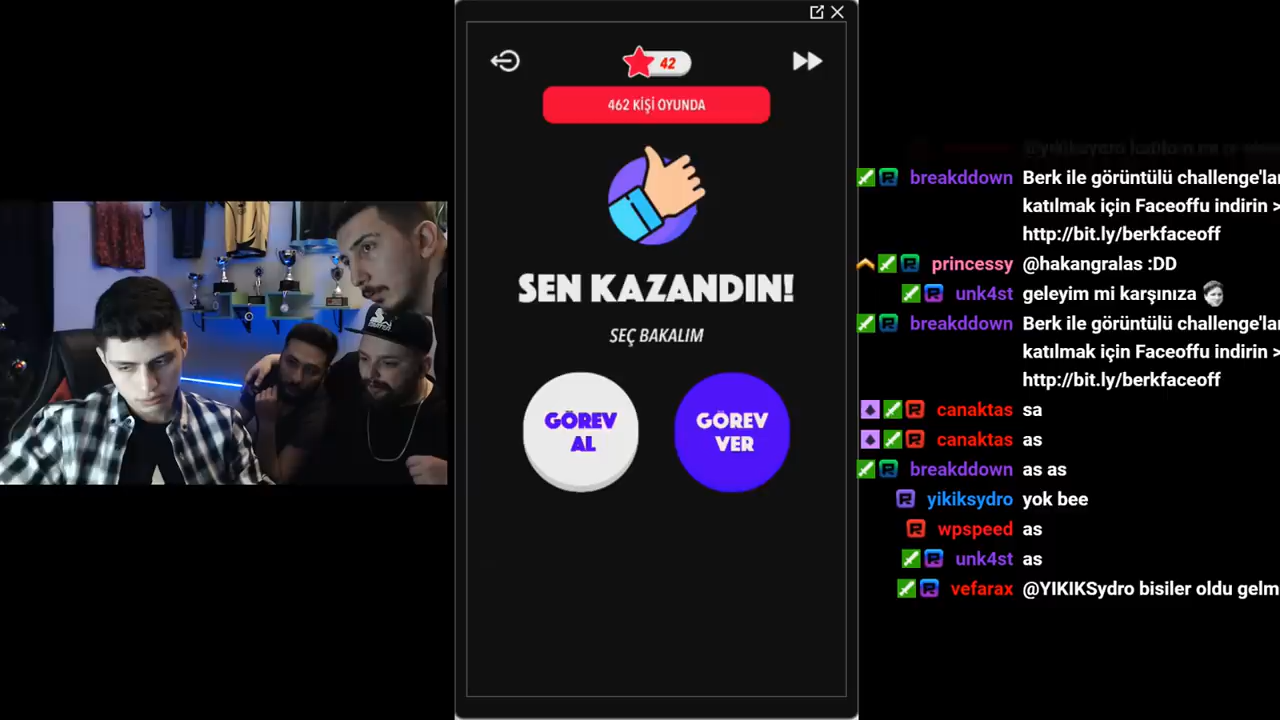 42
462 KİŞİ OYUNDA
SEN KAZANDIN!
SEÇ BAKALIM
GÖREV
AL
GÖREV
VER
breakddown Berk ile görüntülü challenge'lar
katılmak için Faceoffu indirin >
http://bit.ly/berkfaceoff
princessy @hakangralas :DD
unk4st geleyim mi karşınıza
breakddown Berk ile görüntülü challenge'lar
katılmak için Faceoffu indirin >
http://bit.ly/berkfaceoff
canaktas sa
canaktas as
breakddown as as
yikiksydro yok bee
wpspeed as
unk4st as
vefarax @YIKIKSydro bisiler oldu gelm